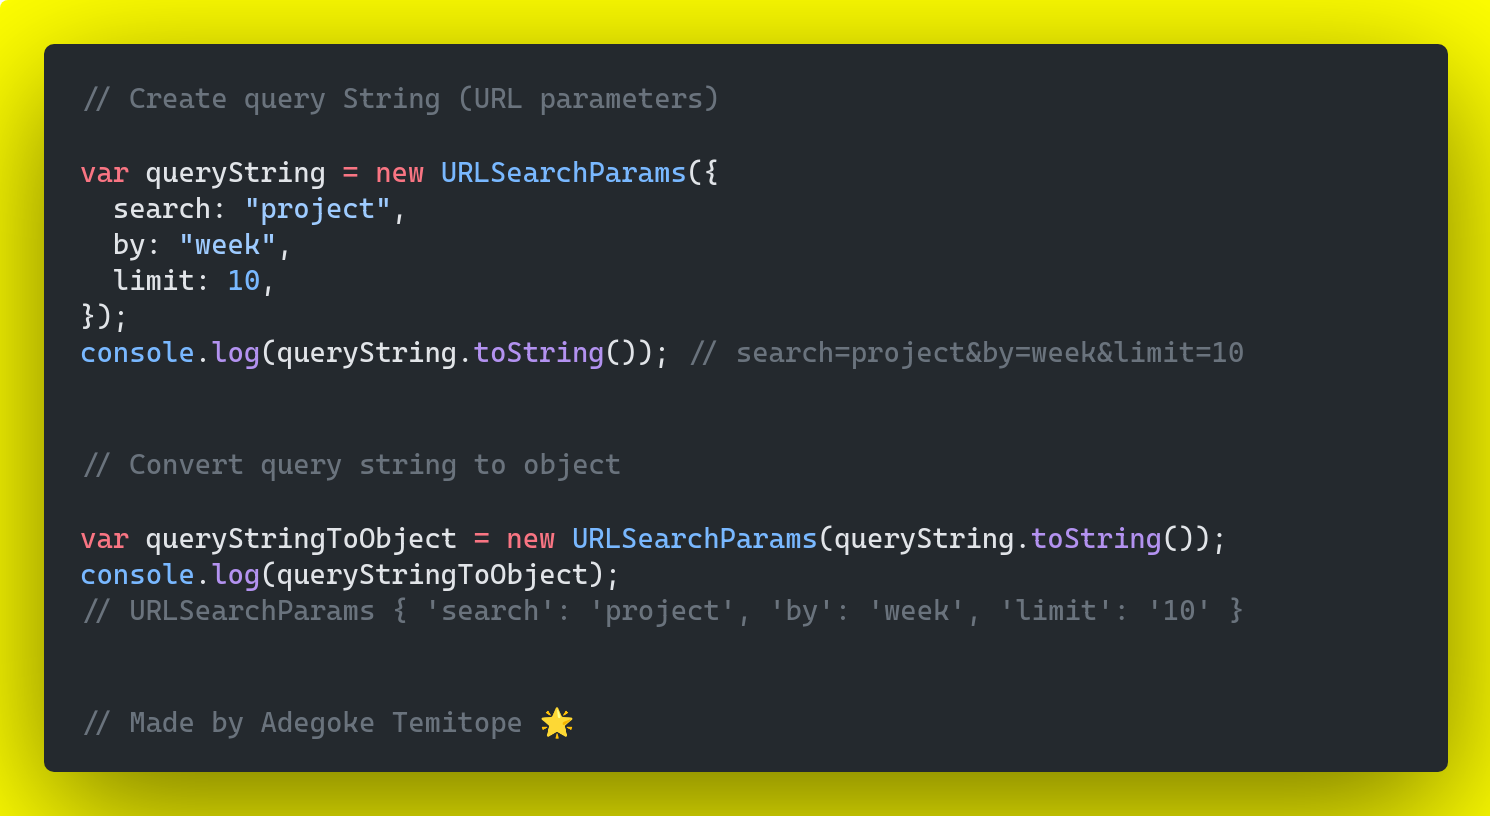 // Create query String (URL parameters)
var queryString = new URLSearchParams({
  search: "project",
  by: "week",
  limit: 10,
});
console.log(queryString.toString()); // search=project&by=week&limit=10
// Convert query string to object
var queryStringToObject = new URLSearchParams(queryString.toString());
console.log(queryStringToObject);
// URLSearchParams { 'search': 'project', 'by': 'week', 'limit': '10' }
// Made by Adegoke Temitope 🌟